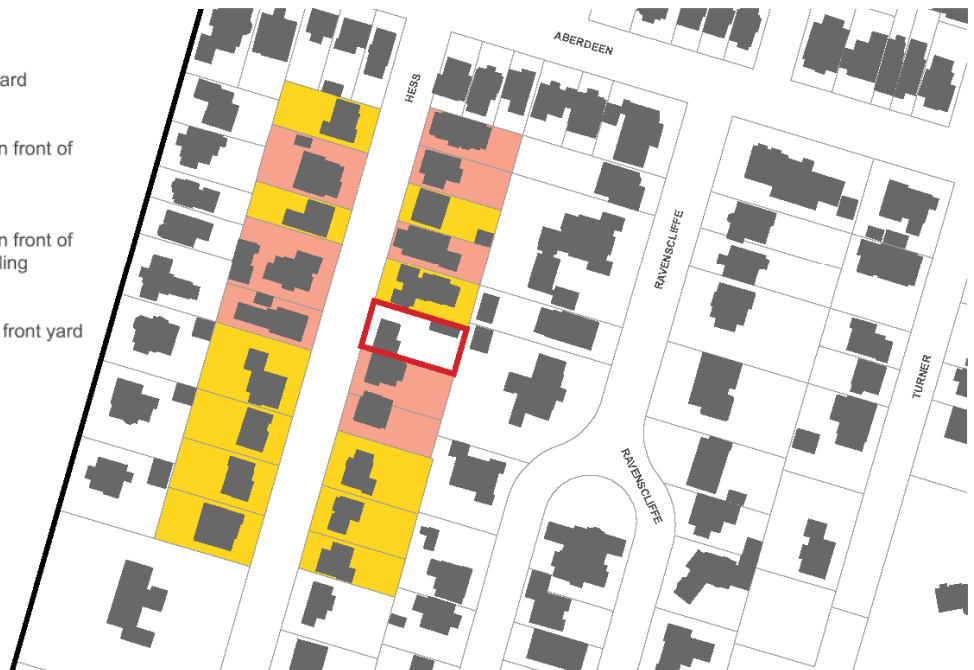 ard
n front of
n front of
ling
front yard
ABERDEEN
HESS
RAVENSCLIFFE
TURNER
RAVENSCLIFFE